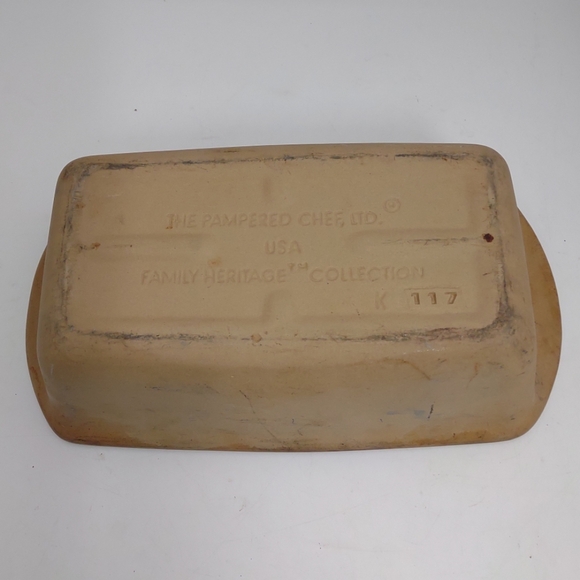 THE PAMPERED CHEF, LTD.®
USA
FAMILY HERITAGE™ COLLECTION
K 117